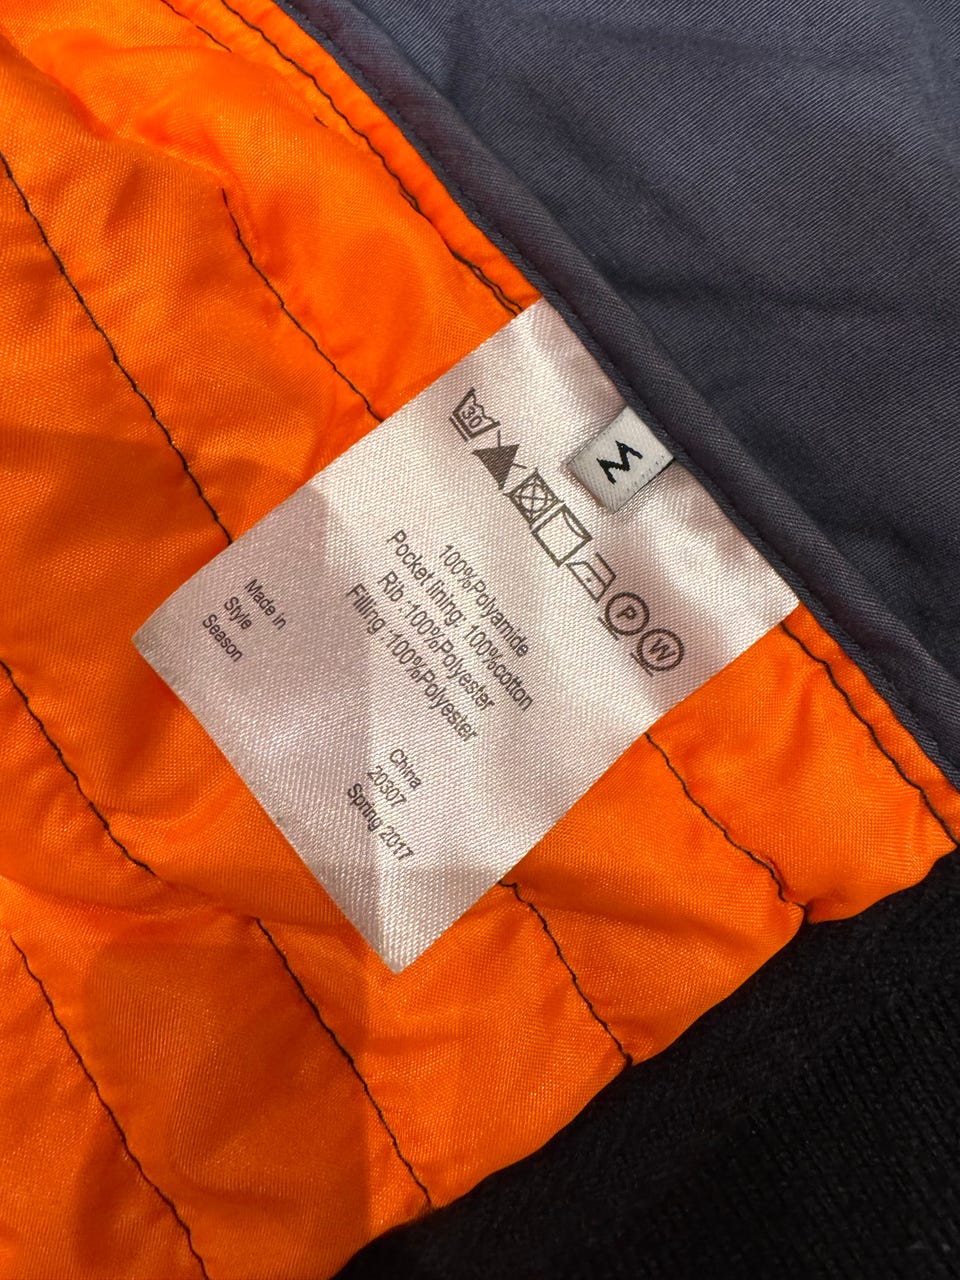 M
30
P
W
100%Polyamide
Pocket lining: 100%cotton
Rib :100%Polyester
Filling :100%Polyester
Made in China
Style 20307
Season Spring 2017